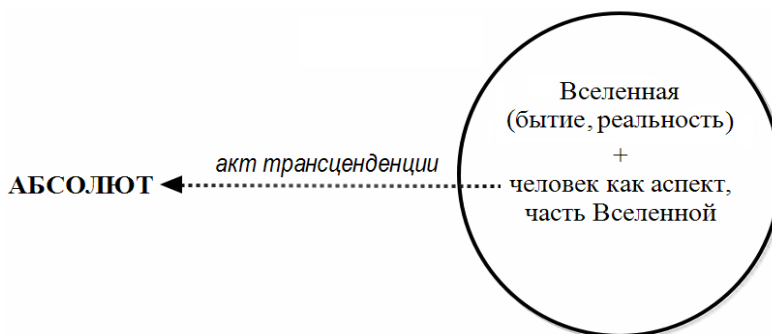 Вселенная
(бытие, реальность)
+
акт трансценденции
АБСОЛЮТ
человек как аспект,
часть Вселенной